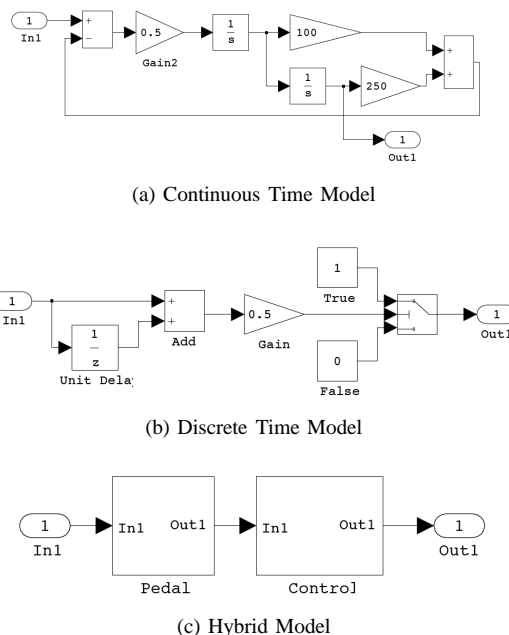 1
In1
+
−
0.5
Gain2
1
s
100
1
s
250
+
+
1
Out1
(a) Continuous Time Model
1
In1
1
z
Unit Dela
+
+
Add
0.5
Gain
1
True
0
False
1
Out1
(b) Discrete Time Model
1
In1
In1 Out1
Pedal
In1 Out1
Control
1
Out1
(c) Hybrid Model